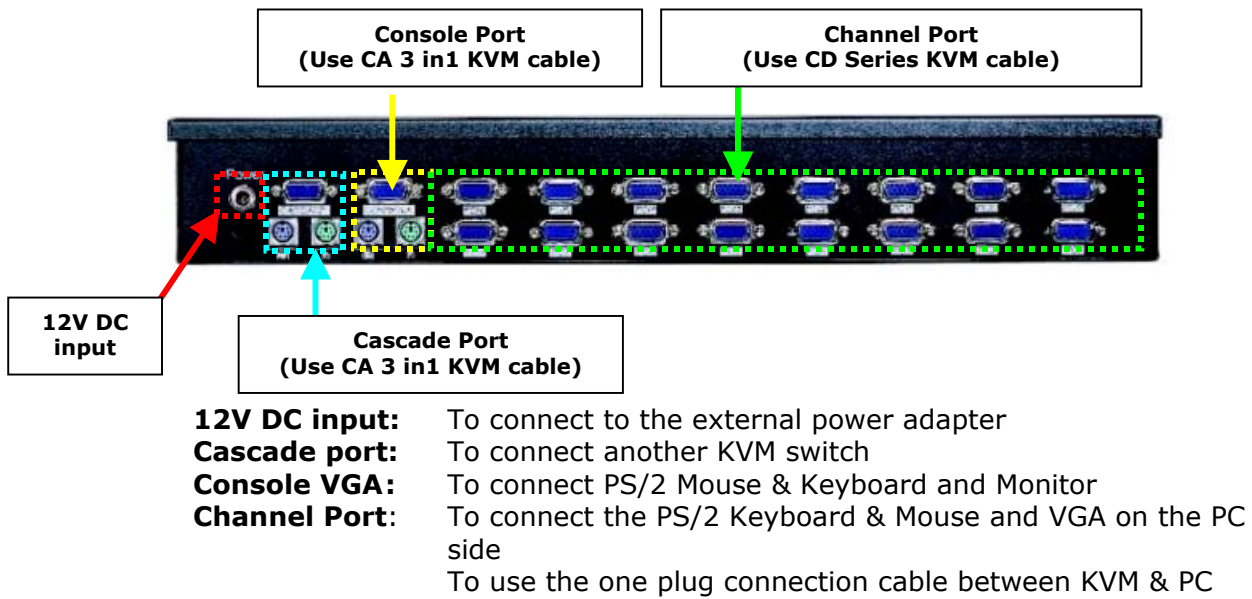 Console Port
(Use CA 3 in1 KVM cable)
Channel Port
(Use CD Series KVM cable)
12V DC
input
Cascade Port
(Use CA 3 in1 KVM cable)
12V DC input: To connect to the external power adapter
Cascade port: To connect another KVM switch
Console VGA: To connect PS/2 Mouse & Keyboard and Monitor
Channel Port: To connect the PS/2 Keyboard & Mouse and VGA on the PC
side
To use the one plug connection cable between KVM & PC